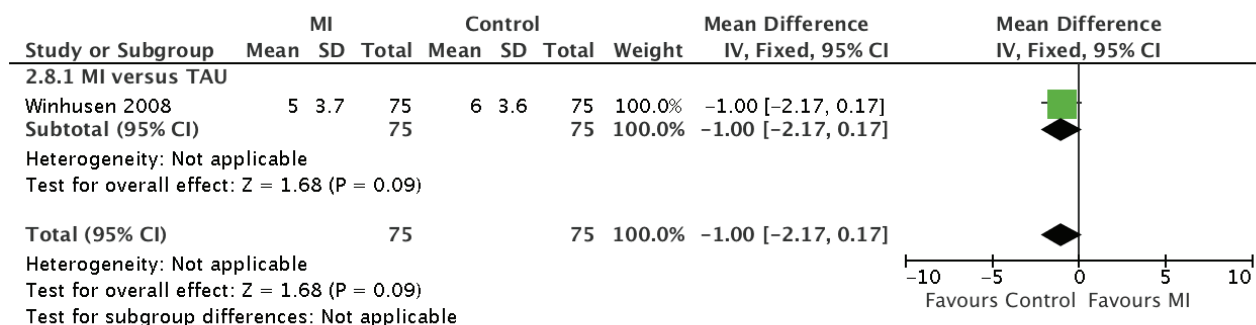 MI Control Mean Difference Mean Difference
Study or Subgroup Mean SD Total Mean SD Total Weight IV, Fixed, 95% CI IV, Fixed, 95% CI
2.8.1 MI versus TAU
Winhusen 2008 5 3.7 75 6 3.6 75 100.0% -1.00 [-2.17, 0.17]
Subtotal (95% CI) 75 75 100.0% -1.00 [-2.17, 0.17]
Heterogeneity: Not applicable
Test for overall effect: Z = 1.68 (P = 0.09)
Total (95% CI) 75 75 100.0% -1.00 [-2.17, 0.17]
Heterogeneity: Not applicable
Test for overall effect: Z = 1.68 (P = 0.09)
Test for subgroup differences: Not applicable
-10 -5 0 5 10
Favours Control Favours MI